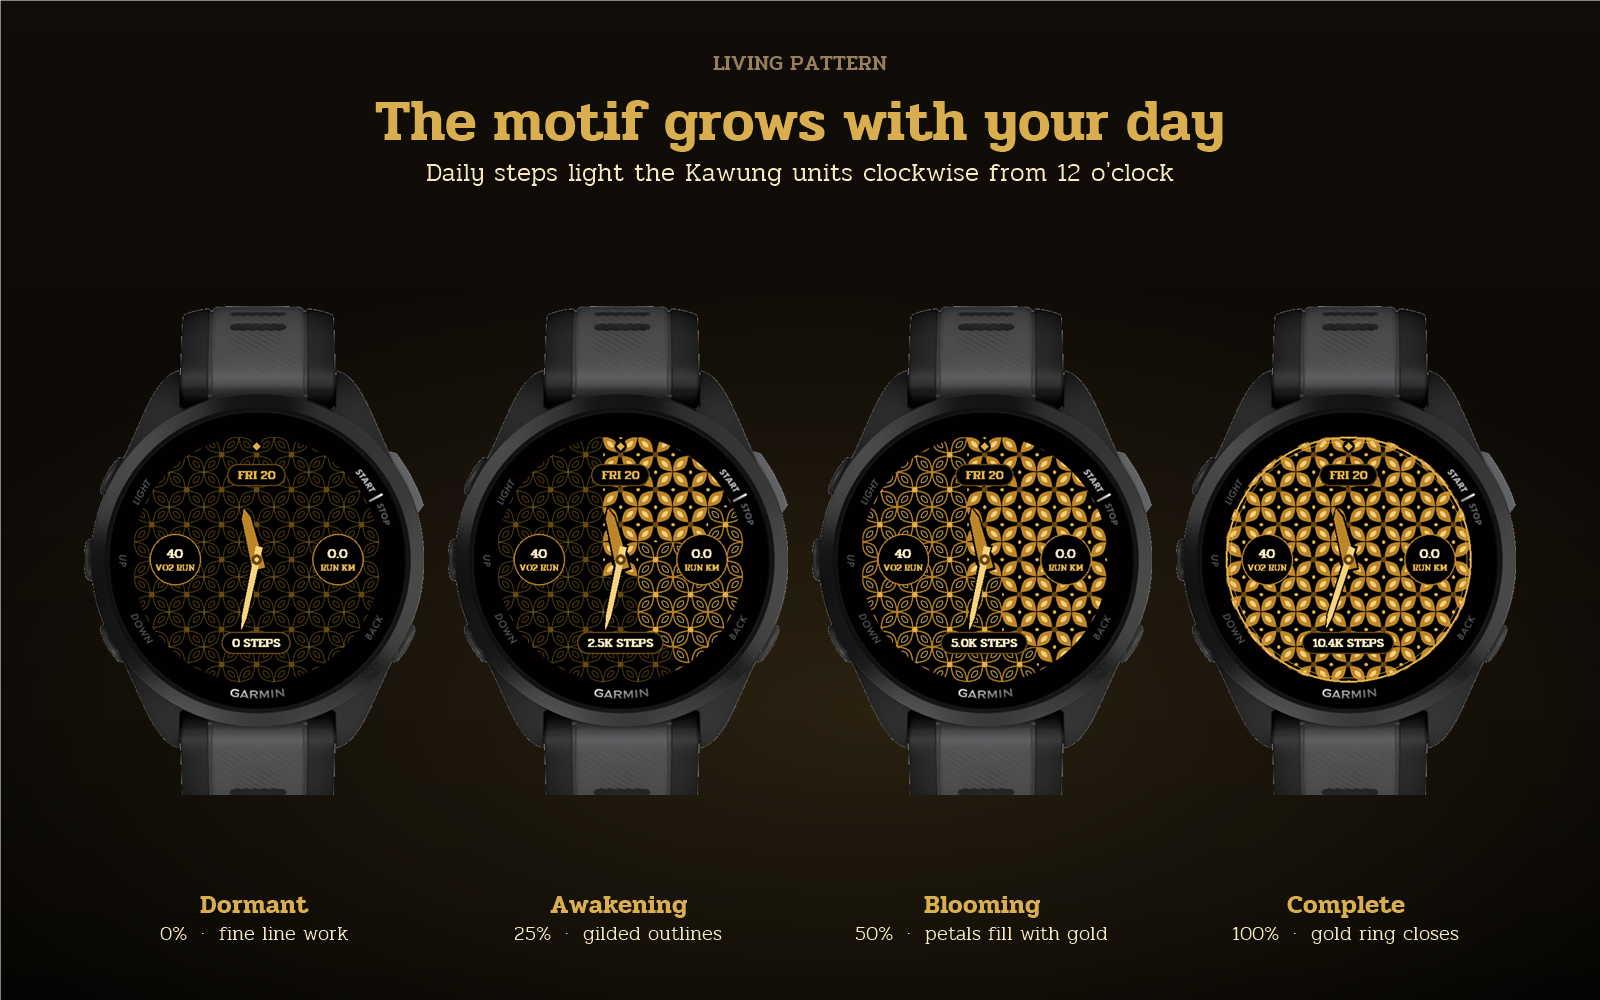 LIVING PATTERN
The motif grows with your day
Daily steps light the Kawung units clockwise from 12 o'clock
LIGHT
START
STOP
UP
DOWN
BACK
FRI 20
40
VO2 RUN
0.0
RUN KM
0 STEPS
GARMIN
LIGHT
START
STOP
UP
DOWN
BACK
FRI 20
40
VO2 RUN
0.0
RUN KM
2.5K STEPS
GARMIN
LIGHT
START
STOP
UP
DOWN
BACK
FRI 20
40
VO2 RUN
0.0
RUN KM
5.0K STEPS
GARMIN
LIGHT
START
STOP
UP
DOWN
BACK
FRI 20
40
VO2 RUN
0.0
RUN KM
10.4K STEPS
GARMIN
Dormant
0% · fine line work
Awakening
25% · gilded outlines
Blooming
50% · petals fill with gold
Complete
100% · gold ring closes